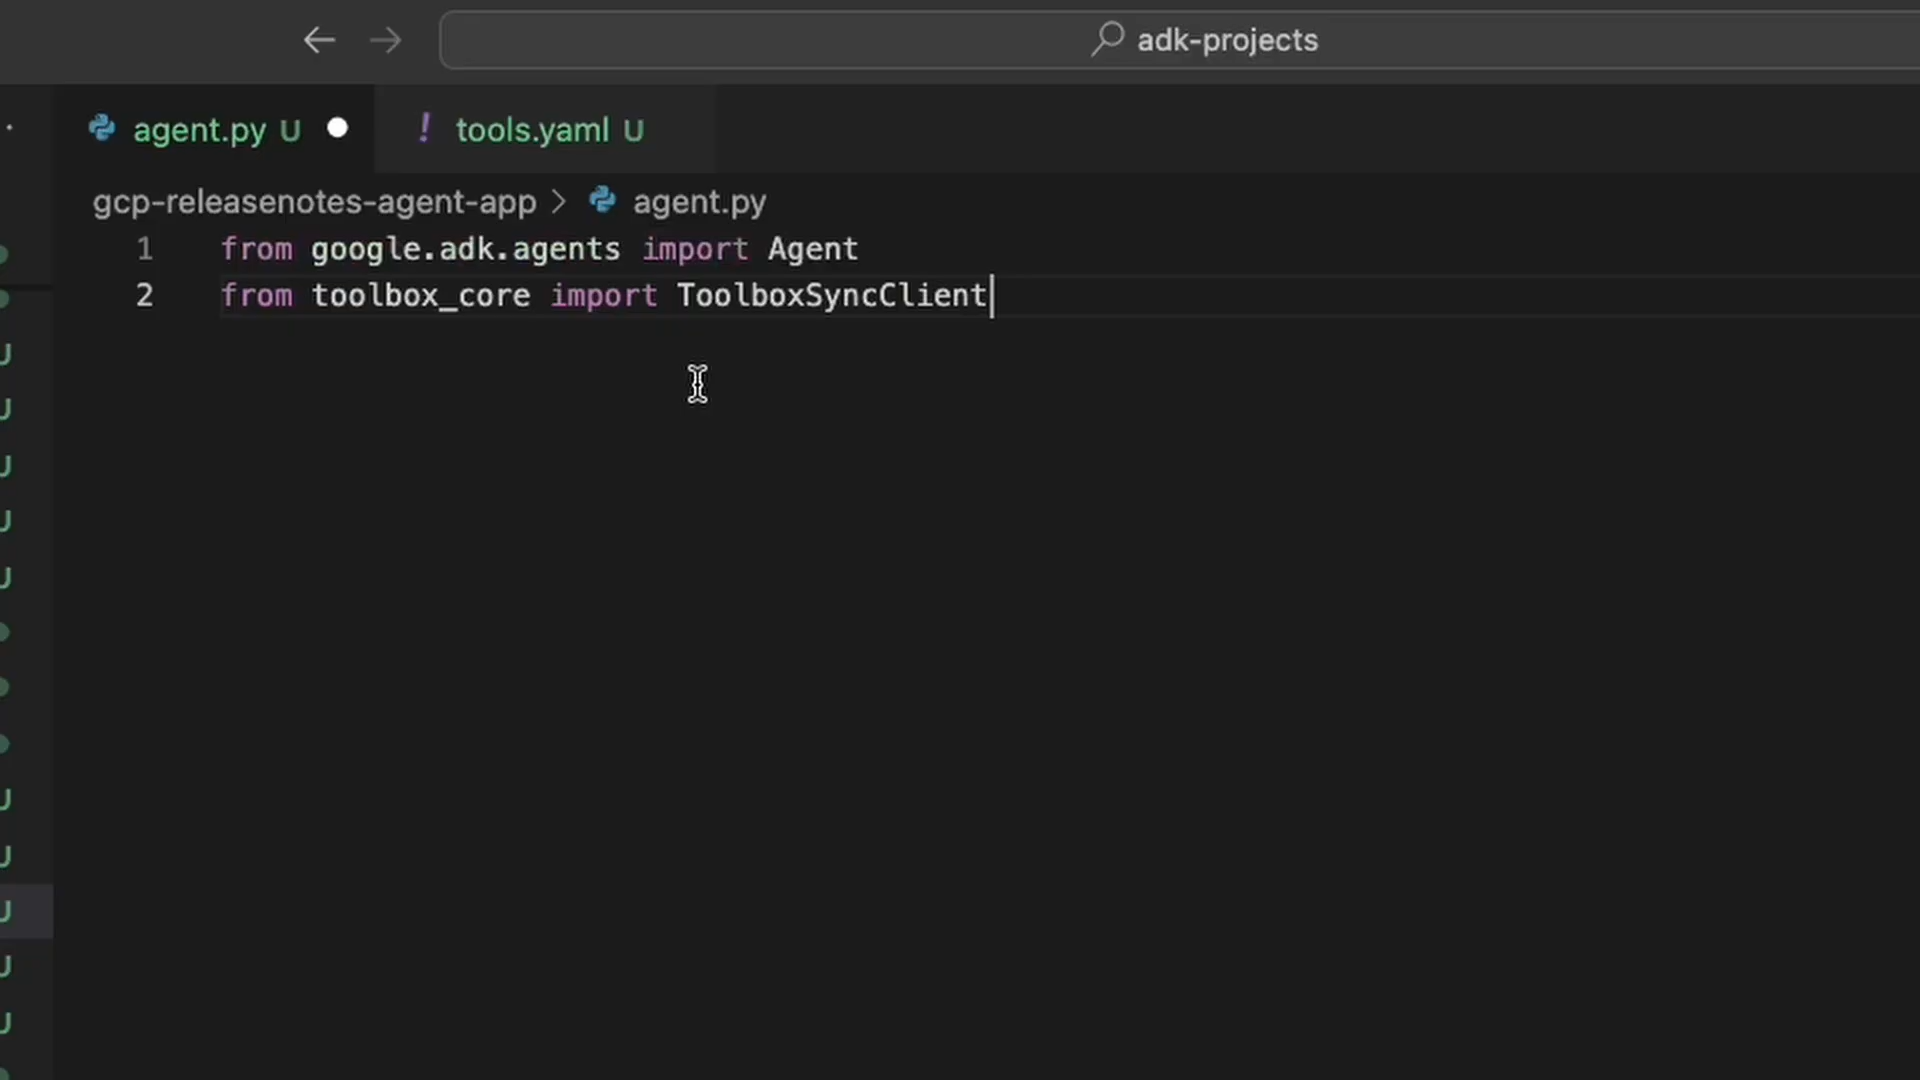 adk-projects
agent.py U
! tools.yaml U
gcp-releasenotes-agent-app > agent.py
1 from google.adk.agents import Agent
2 from toolbox_core import ToolboxSyncClient
U
U
U
U
U
U
U
U
U
U